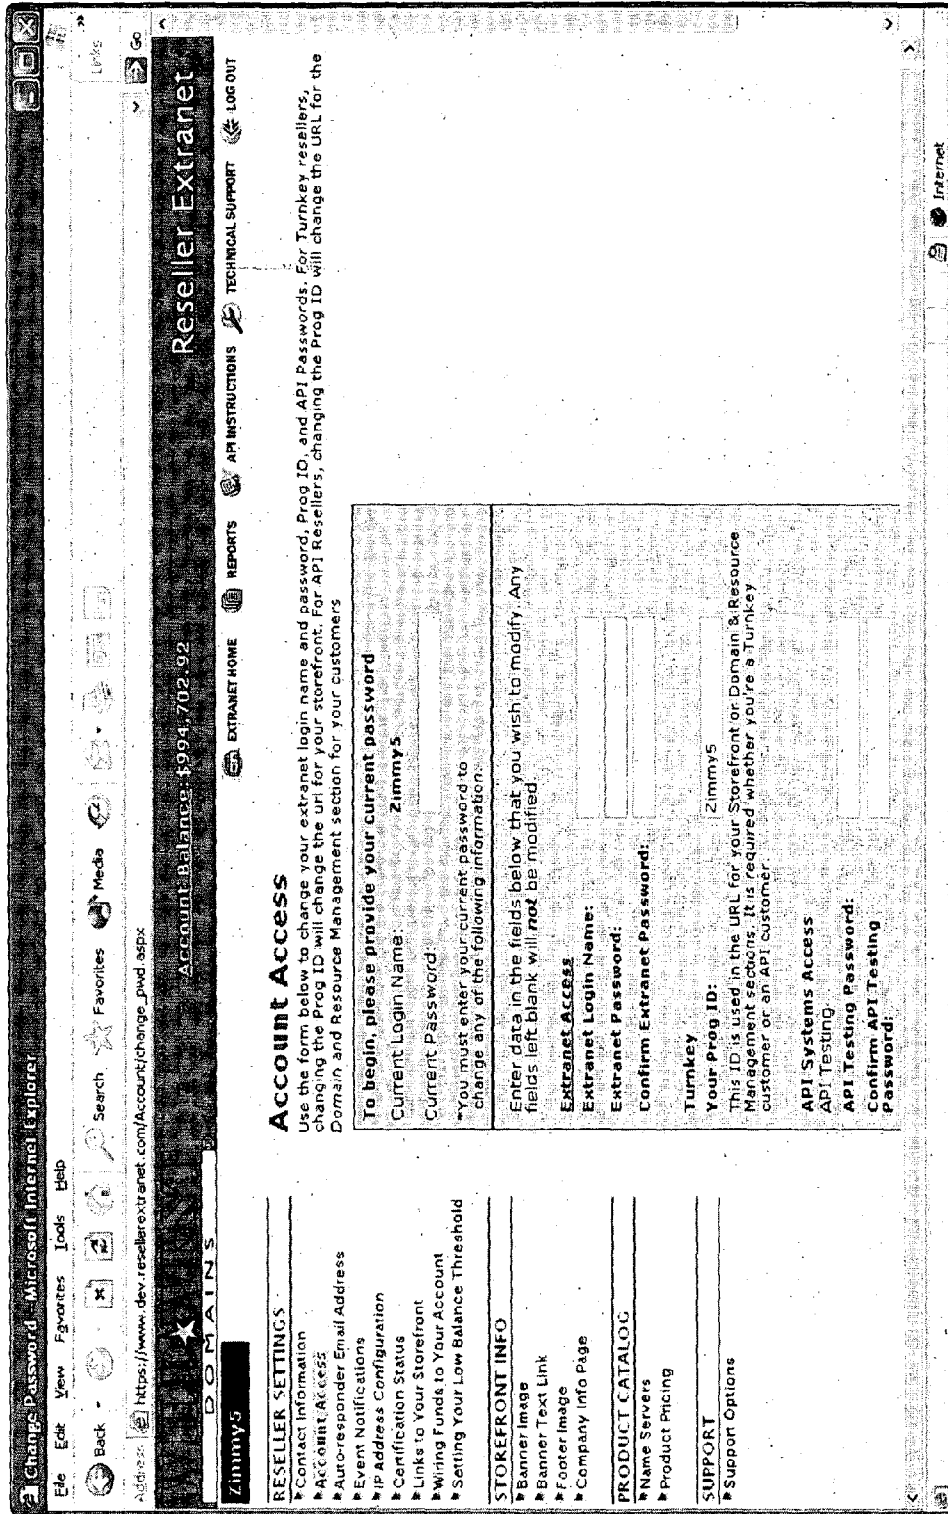 Change Password - Microsoft Internet Explorer
File Edit View Favorites Tools Help
Back Search Favorites Media
Address https://www.dev.resellerextranet.com/Account/change_pwd.aspx Go Links »
DOMAINS
Account Balance: $994,702.92
Reseller Extranet
Zimmy5
EXTRANET HOME REPORTS API INSTRUCTIONS TECHNICAL SUPPORT LOG OUT
RESELLER SETTINGS
Contact Information
Account Access
Auto-responder Email Address
Event Notifications
IP Address Configuration
Certification Status
Links to Your Storefront
Wiring Funds to Your Account
Setting Your Low Balance Threshold
STOREFRONT INFO
Banner Image
Banner Text Link
Footer Image
Company Info Page
PRODUCT CATALOG
Name Servers
Product Pricing
SUPPORT
Support Options
Account Access
Use the form below to change your extranet login name and password, Prog ID, and API Passwords. For Turnkey resellers,
changing the Prog ID will change the url for your storefront. For API Resellers, changing the Prog ID will change the URL for the
Domain and Resource Management section for your customers
To begin, please provide your current password
Current Login Name: Zimmy5
Current Password:
*You must enter your current password to
change any of the following information.
Enter data in the fields below that you wish to modify. Any
fields left blank will not be modified.
Extranet Access
Extranet Login Name:
Extranet Password:
Confirm Extranet Password:
Turnkey
Your Prog ID: Zimmy5
This ID is used in the URL for your Storefront or Domain & Resource
Management sections. It is required whether you're a Turnkey
customer or an API customer
API Systems Access
API Testing
API Testing Password:
Confirm API Testing
Password:
Internet